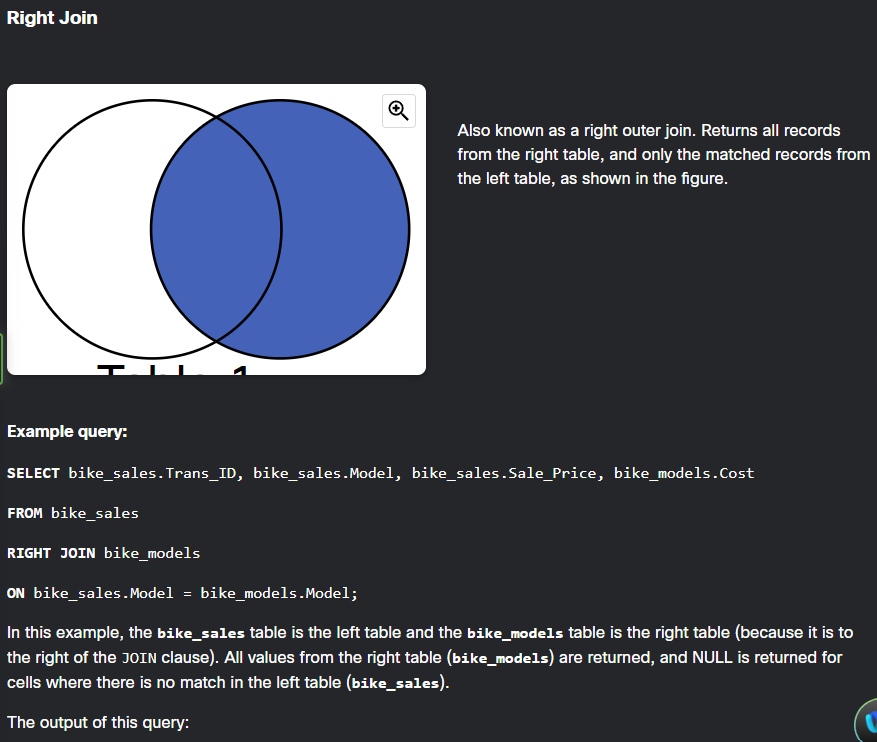 Right Join
Also known as a right outer join. Returns all records
from the right table, and only the matched records from
the left table, as shown in the figure.
Table 1
Example query:
SELECT bike_sales.Trans_ID, bike_sales.Model, bike_sales.Sale_Price, bike_models.Cost
FROM bike_sales
RIGHT JOIN bike_models
ON bike_sales.Model = bike_models.Model;
In this example, the bike_sales table is the left table and the bike_models table is the right table (because it is to
the right of the JOIN clause). All values from the right table (bike_models) are returned, and NULL is returned for
cells where there is no match in the left table (bike_sales).
The output of this query: